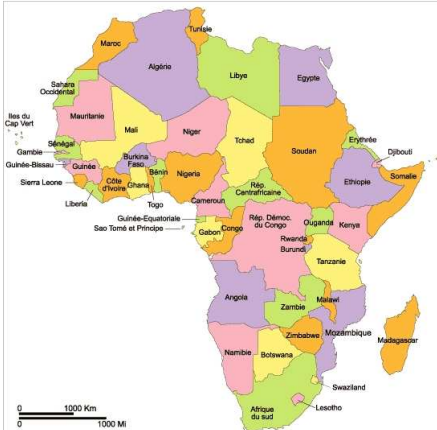 Maroc
Tunisie
Algérie
Libye
Egypte
Sahara
Occidental
Iles du
Cap Vert
Mauritanie
Mali
Niger
Tchad
Soudan
Erythrée
Djibouti
Sénégal
Gambie
Guinée-Bissau
Guinée
Burkina
Faso
Bénin
Nigeria
Sierra Leone
Côte
d'Ivoire
Ghana
Liberia
Togo
Cameroun
Rép.
Cantrafricaine
Ethiopie
Somalie
Guinée-Equatoriale
Sao Tomé et Principe
Gabon
Congo
Rép. Démoc.
du Congo
Ouganda
Kenya
Rwanda
Burundi
Tanzanie
Angola
Zambie
Malawi
Mozambique
Zimbabwe
Madagascar
Namibie
Botswana
Swaziland
Lesotho
Afrique
du sud
0 1000 Km
0 1000 Mi